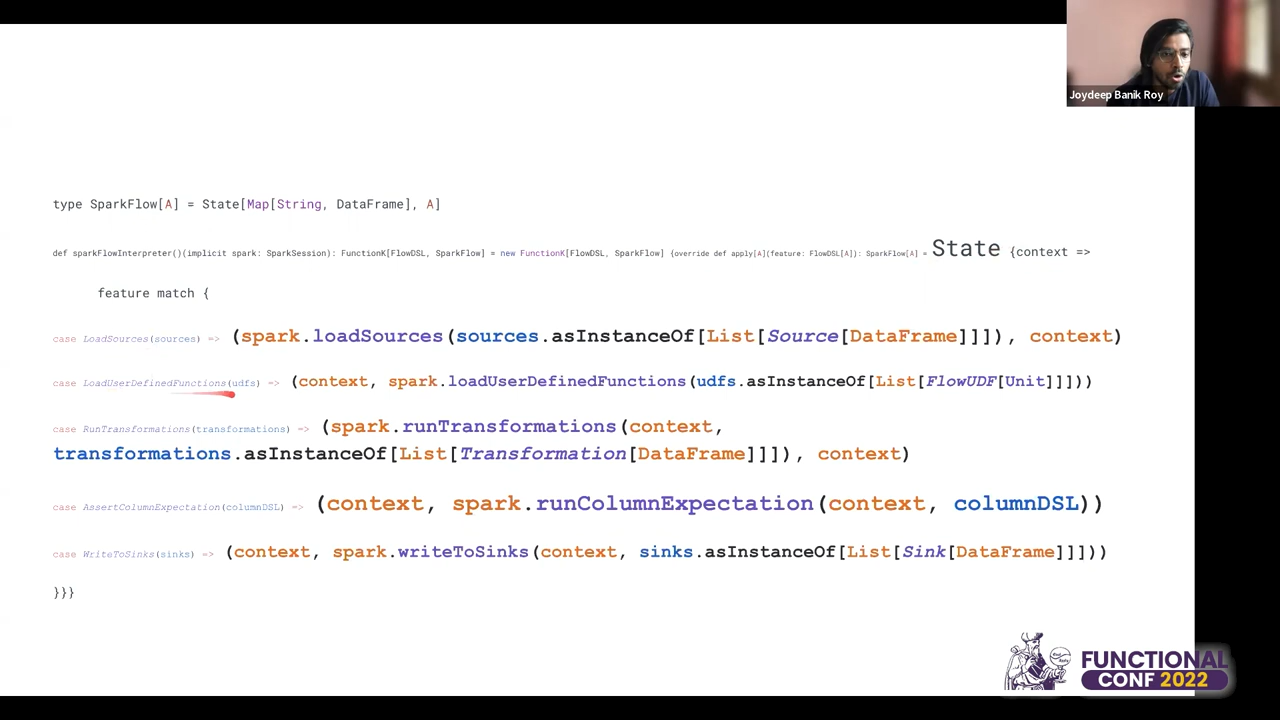 Joydeep Banik Roy
type SparkFlow[A] = State[Map[String, DataFrame], A]
def sparkFlowInterpreter()(implicit spark: SparkSession): FunctionK[FlowDSL, SparkFlow] = new FunctionK[FlowDSL, SparkFlow] {override def apply[A](feature: FlowDSL[A]): SparkFlow[A] = State {context =>
feature match {
case LoadSources(sources) => (spark.loadSources(sources.asInstanceOf[List[Source[DataFrame]]]), context)
case LoadUserDefinedFunctions(udfs) => (context, spark.loadUserDefinedFunctions(udfs.asInstanceOf[List[FlowUDF[Unit]]]))
case RunTransformations(transformations) => (spark.runTransformations(context,
transformations.asInstanceOf[List[Transformation[DataFrame]]]), context)
case AssertColumnExpectation(columnDSL) => (context, spark.runColumnExpectation(context, columnDSL))
case WriteToSinks(sinks) => (context, spark.writeToSinks(context, sinks.asInstanceOf[List[Sink[DataFrame]]]))
}}}
FUNCTIONAL
CONF 2022